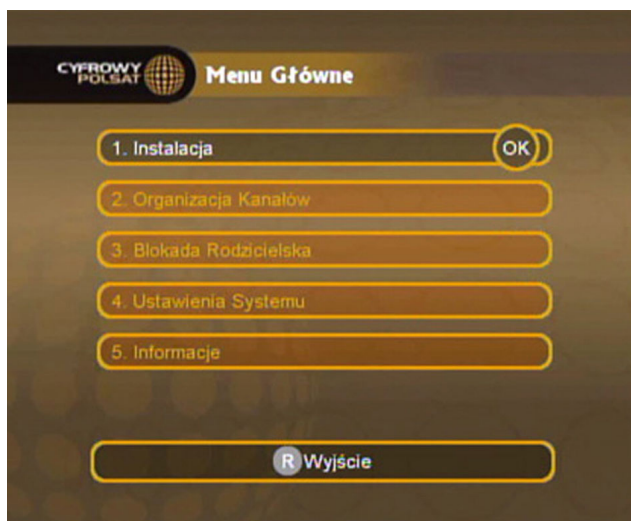 CYFROWY
POLSAT
Menu Główne
1. Instalacja OK
2. Organizacja Kanałów
3. Blokada Rodzicielska
4. Ustawienia Systemu
5. Informacje
R Wyjście